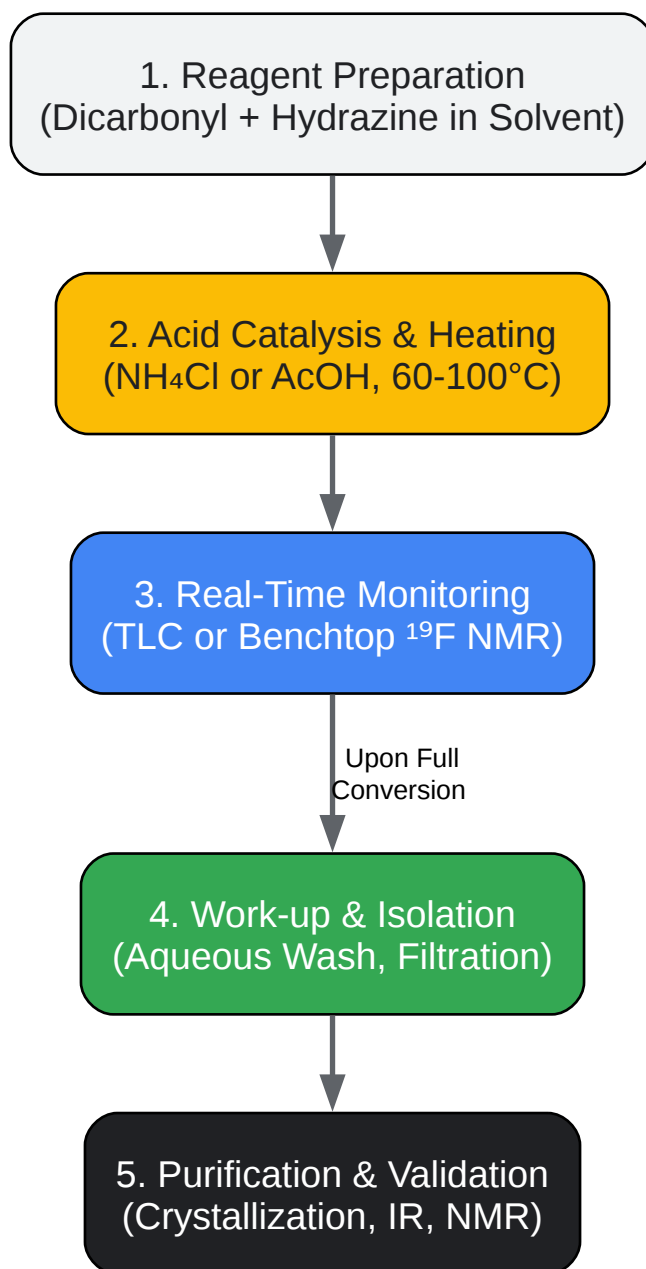 1. Reagent Preparation
(Dicarbonyl + Hydrazine in Solvent)
2. Acid Catalysis & Heating
(NH₄Cl or AcOH, 60-100°C)
3. Real-Time Monitoring
(TLC or Benchtop ¹⁹F NMR)
Upon Full
Conversion
4. Work-up & Isolation
(Aqueous Wash, Filtration)
5. Purification & Validation
(Crystallization, IR, NMR)